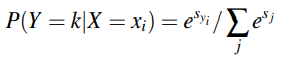 P(Y = k|X = x_i) = e^{s_{y_i}} / \sum_j e^{s_j}